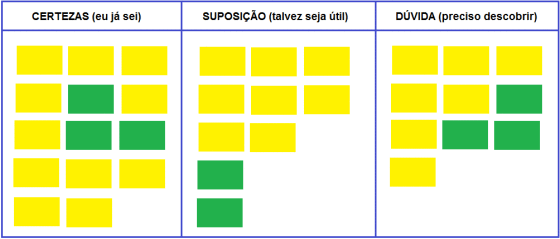 CERTEZAS (eu já sei)
SUPOSIÇÃO (talvez seja útil)
DÚVIDA (preciso descobrir)